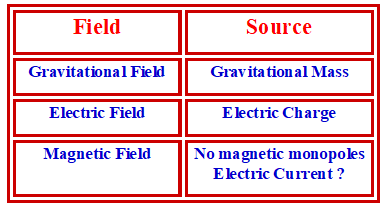 Field Source
Gravitational Field Gravitational Mass
Electric Field Electric Charge
Magnetic Field No magnetic monopoles
Electric Current ?